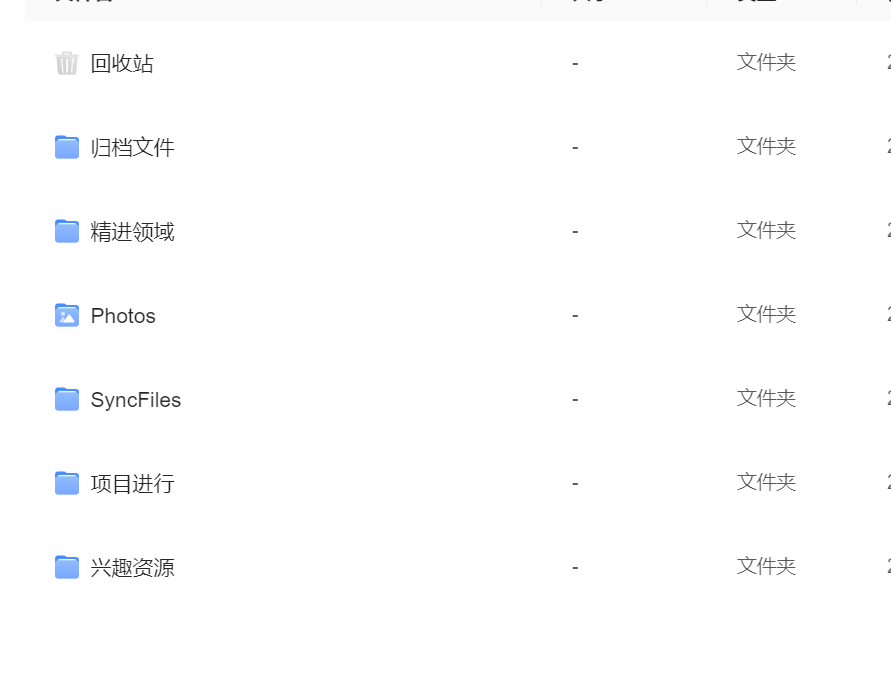 回收站 - 文件夹
归档文件 - 文件夹
精进领域 - 文件夹
Photos - 文件夹
SyncFiles - 文件夹
项目进行 - 文件夹
兴趣资源 - 文件夹